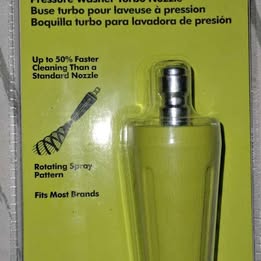 Pressure Washer Turbo Nozzle
Buse turbo pour laveuse à pression
Boquilla turbo para lavadora de presión
Up to 50% Faster
Cleaning Than a
Standard Nozzle
Rotating Spray
Pattern
Fits Most Brands